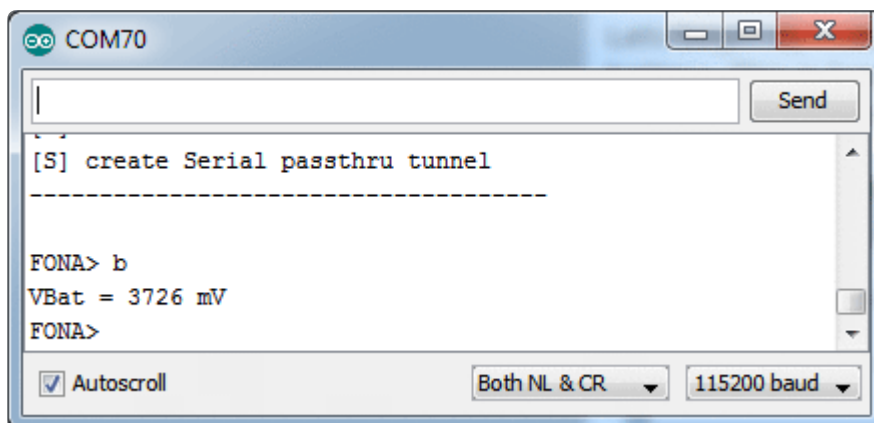 COM70
Send
[S] create Serial passthru tunnel
-------------------------------------
FONA> b
VBat = 3726 mV
FONA>
Autoscroll
Both NL & CR
115200 baud